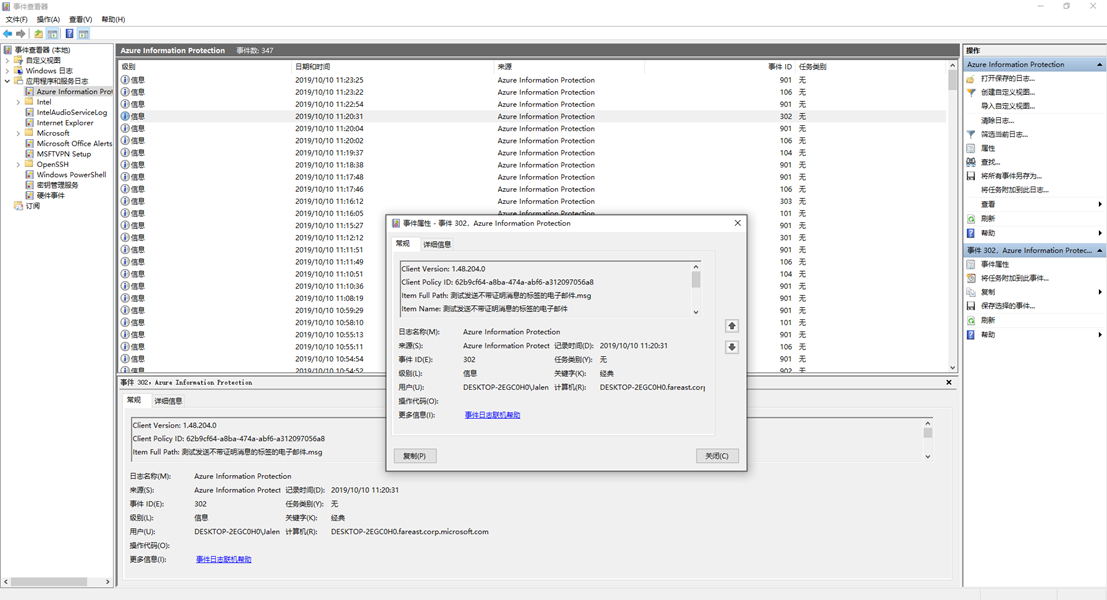 事件查看器
文件(F) 操作(A) 查看(V) 帮助(H)
事件查看器 (本地)
自定义视图
Windows 日志
应用程序和服务日志
Azure Information Prot
Intel
IntelAudioServiceLog
Internet Explorer
Microsoft
Microsoft Office Alerts
MSFTVPN Setup
OpenSSH
Windows PowerShell
密钥管理服务
硬件事件
订阅
Azure Information Protection 事件数: 347
级别 日期和时间 来源 事件 ID 任务类别
信息 2019/10/10 11:23:25 Azure Information Protection 901 无
信息 2019/10/10 11:23:22 Azure Information Protection 106 无
信息 2019/10/10 11:22:54 Azure Information Protection 901 无
信息 2019/10/10 11:20:31 Azure Information Protection 302 无
信息 2019/10/10 11:20:04 Azure Information Protection 901 无
信息 2019/10/10 11:20:02 Azure Information Protection 106 无
信息 2019/10/10 11:19:37 Azure Information Protection 104 无
信息 2019/10/10 11:18:38 Azure Information Protection 901 无
信息 2019/10/10 11:17:48 Azure Information Protection 901 无
信息 2019/10/10 11:17:46 Azure Information Protection 106 无
信息 2019/10/10 11:16:12 Azure Information Protection 303 无
信息 2019/10/10 11:16:05 Azure Information Protection 101 无
信息 2019/10/10 11:15:27 901 无
信息 2019/10/10 11:12:12 301 无
信息 2019/10/10 11:11:51 901 无
信息 2019/10/10 11:11:49 106 无
信息 2019/10/10 11:10:51 104 无
信息 2019/10/10 11:10:36 901 无
信息 2019/10/10 11:08:19 901 无
信息 2019/10/10 10:59:29 901 无
信息 2019/10/10 10:58:10 101 无
信息 2019/10/10 10:55:13 901 无
信息 2019/10/10 10:55:11 106 无
信息 2019/10/10 10:54:54 901 无
信息 2019/10/10 10:54:52 902 无
事件属性 - 事件 302，Azure Information Protection
常规 详细信息
Client Version: 1.48.204.0
Client Policy ID: 62b9cf64-a8ba-474a-abf6-a312097056a8
Item Full Path: 测试发送不带证明消息的标签的电子邮件.msg
Item Name: 测试发送不带证明消息的标签的电子邮件
日志名称(M): Azure Information Protection
来源(S): Azure Information Protect 记录时间(D): 2019/10/10 11:20:31
事件 ID(E): 302 任务类别(Y): 无
级别(L): 信息 关键字(K): 经典
用户(U): DESKTOP-2EGC0H0\Jalen 计算机(R): DESKTOP-2EGC0H0.fareast.corp
操作代码(O):
更多信息(I): 事件日志联机帮助
复制(P) 关闭(C)
事件 302，Azure Information Protection
常规 详细信息
Client Version: 1.48.204.0
Client Policy ID: 62b9cf64-a8ba-474a-abf6-a312097056a8
Item Full Path: 测试发送不带证明消息的标签的电子邮件.msg
日志名称(M): Azure Information Protection
来源(S): Azure Information Protect 记录时间(D): 2019/10/10 11:20:31
事件 ID(E): 302 任务类别(Y): 无
级别(L): 信息 关键字(K): 经典
用户(U): DESKTOP-2EGC0H0\Jalen 计算机(R): DESKTOP-2EGC0H0.fareast.corp.microsoft.com
操作代码(O):
更多信息(I): 事件日志联机帮助
操作
Azure Information Protection
打开保存的日志...
创建自定义视图...
导入自定义视图...
清除日志...
筛选当前日志...
属性
查找...
将所有事件另存为...
将任务附加到此日志...
查看
刷新
帮助
事件 302，Azure Information Protec...
事件属性
将任务附加到此事件...
复制
保存选择的事件...
刷新
帮助